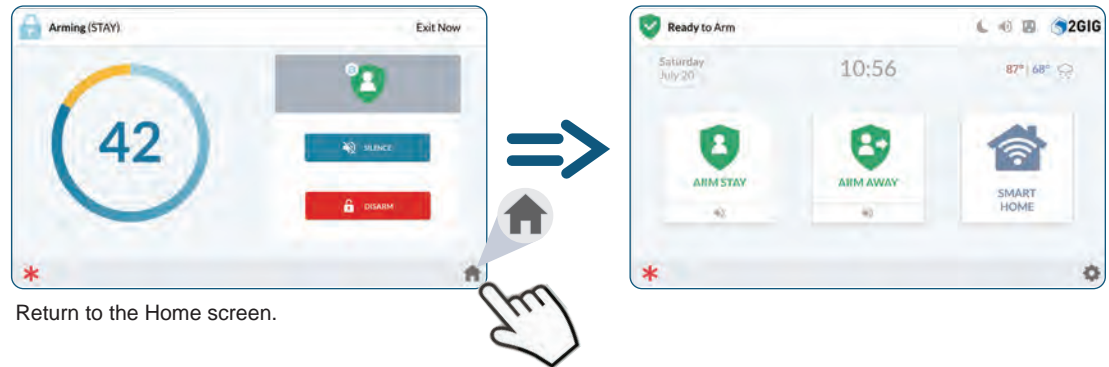 Arming (STAY)
Exit Now
42
SILENCE
DISARM
Return to the Home screen.
Ready to Arm
2GIG
Saturday
July 20
10:56
87° | 68°
ARM STAY
ARM AWAY
SMART
HOME